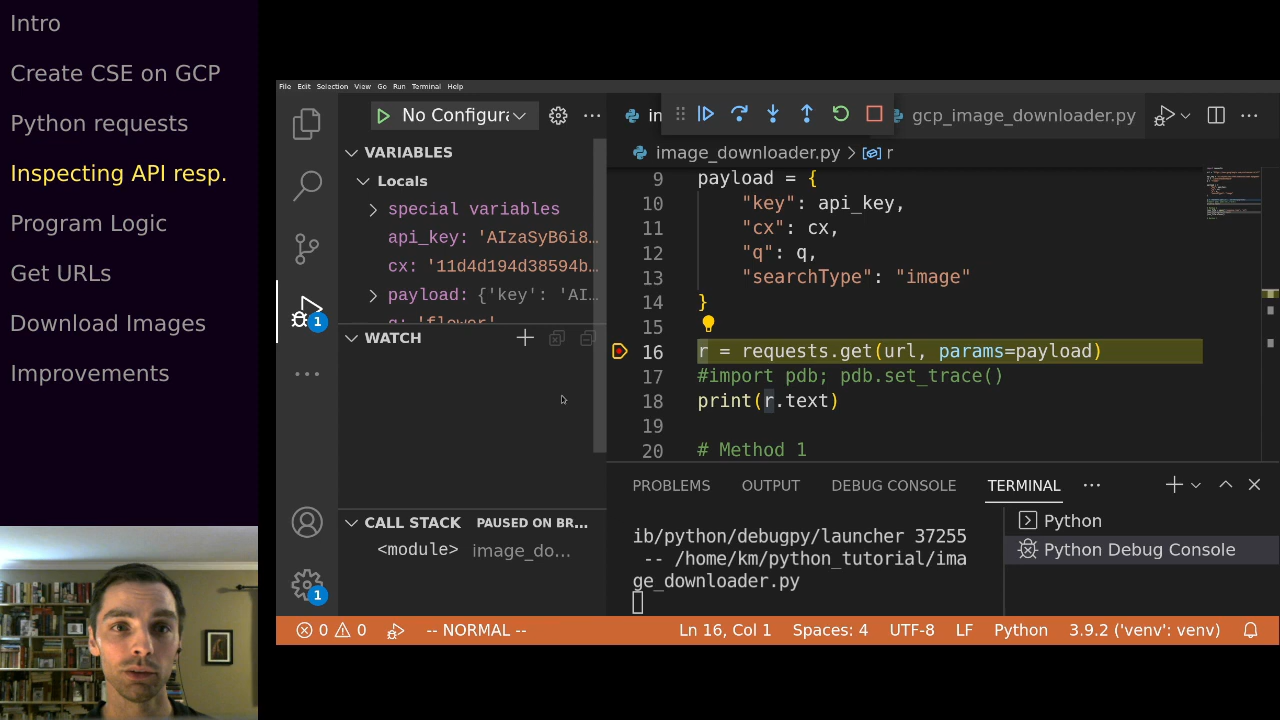 Intro
Create CSE on GCP
Python requests
Inspecting API resp.
Program Logic
Get URLs
Download Images
Improvements
File Edit Selection View Go Run Terminal Help
No Configur
gcp_image_downloader.py
image_downloader.py > r
VARIABLES
Locals
special variables
api_key: 'AIzaSyB6i8…
cx: '11d4d194d38594b…
payload: {'key': 'AI…
q: 'flower'
WATCH
CALL STACK PAUSED ON BR...
<module> image_do...
1
1
9 payload = {
10 "key": api_key,
11 "cx": cx,
12 "q": q,
13 "searchType": "image"
14 }
15
16 r = requests.get(url, params=payload)
17 #import pdb; pdb.set_trace()
18 print(r.text)
19
20 # Method 1
PROBLEMS OUTPUT DEBUG CONSOLE TERMINAL
ib/python/debugpy/launcher 37255
-- /home/km/python_tutorial/ima
ge_downloader.py
Python
Python Debug Console
0 0 -- NORMAL -- Ln 16, Col 1 Spaces: 4 UTF-8 LF Python 3.9.2 ('venv': venv)